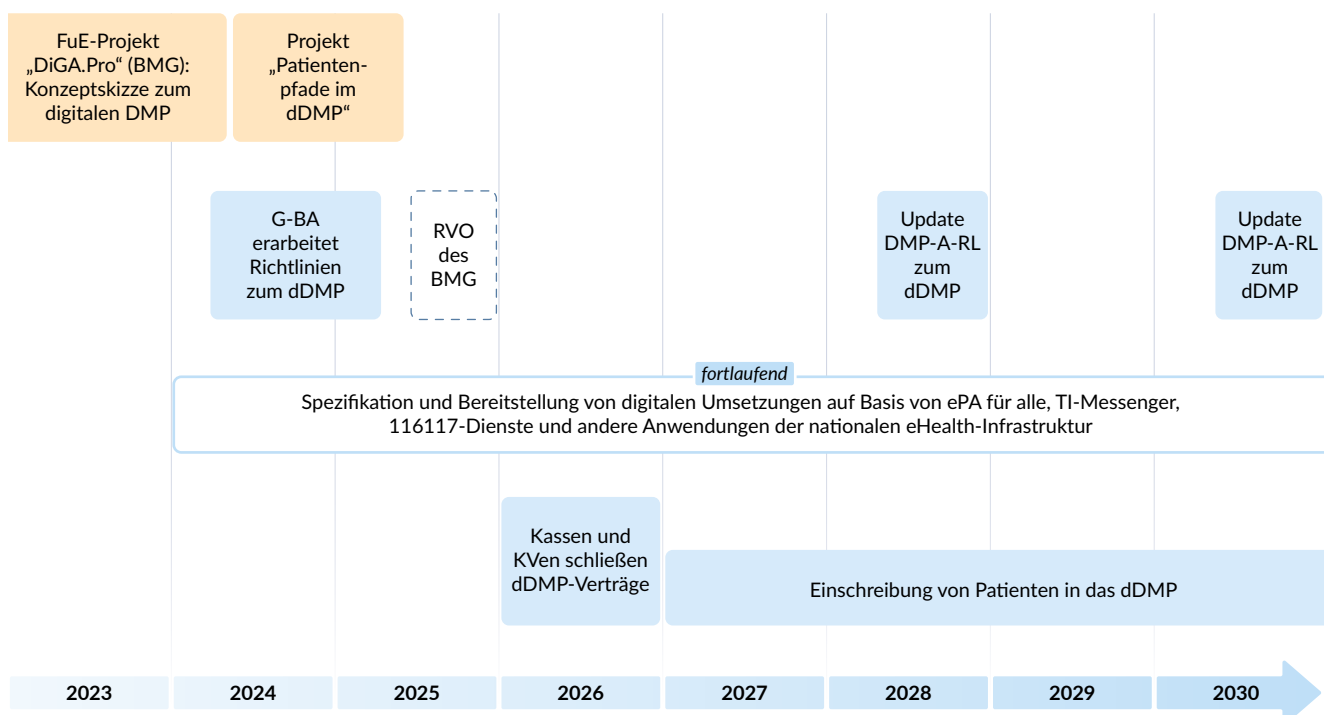 FuE-Projekt
„DiGA.Pro“ (BMG):
Konzeptskizze zum
digitalen DMP
Projekt
„Patienten-
pfade im
dDMP“
G-BA
erarbeitet
Richtlinien
zum dDMP
RVO
des
BMG
Update
DMP-A-RL
zum
dDMP
Update
DMP-A-RL
zum
dDMP
fortlaufend
Spezifikation und Bereitstellung von digitalen Umsetzungen auf Basis von ePA für alle, TI-Messenger,
116117-Dienste und andere Anwendungen der nationalen eHealth-Infrastruktur
Kassen und
KVen schließen
dDMP-Verträge
Einschreibung von Patienten in das dDMP
2023
2024
2025
2026
2027
2028
2029
2030